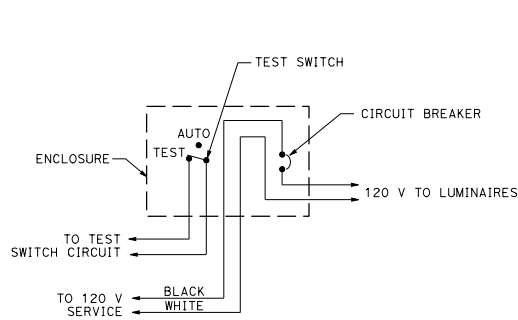 TEST SWITCH
CIRCUIT BREAKER
AUTO
TEST
ENCLOSURE
120 V TO LUMINAIRES
TO TEST
SWITCH CIRCUIT
BLACK
TO 120 V
SERVICE
WHITE